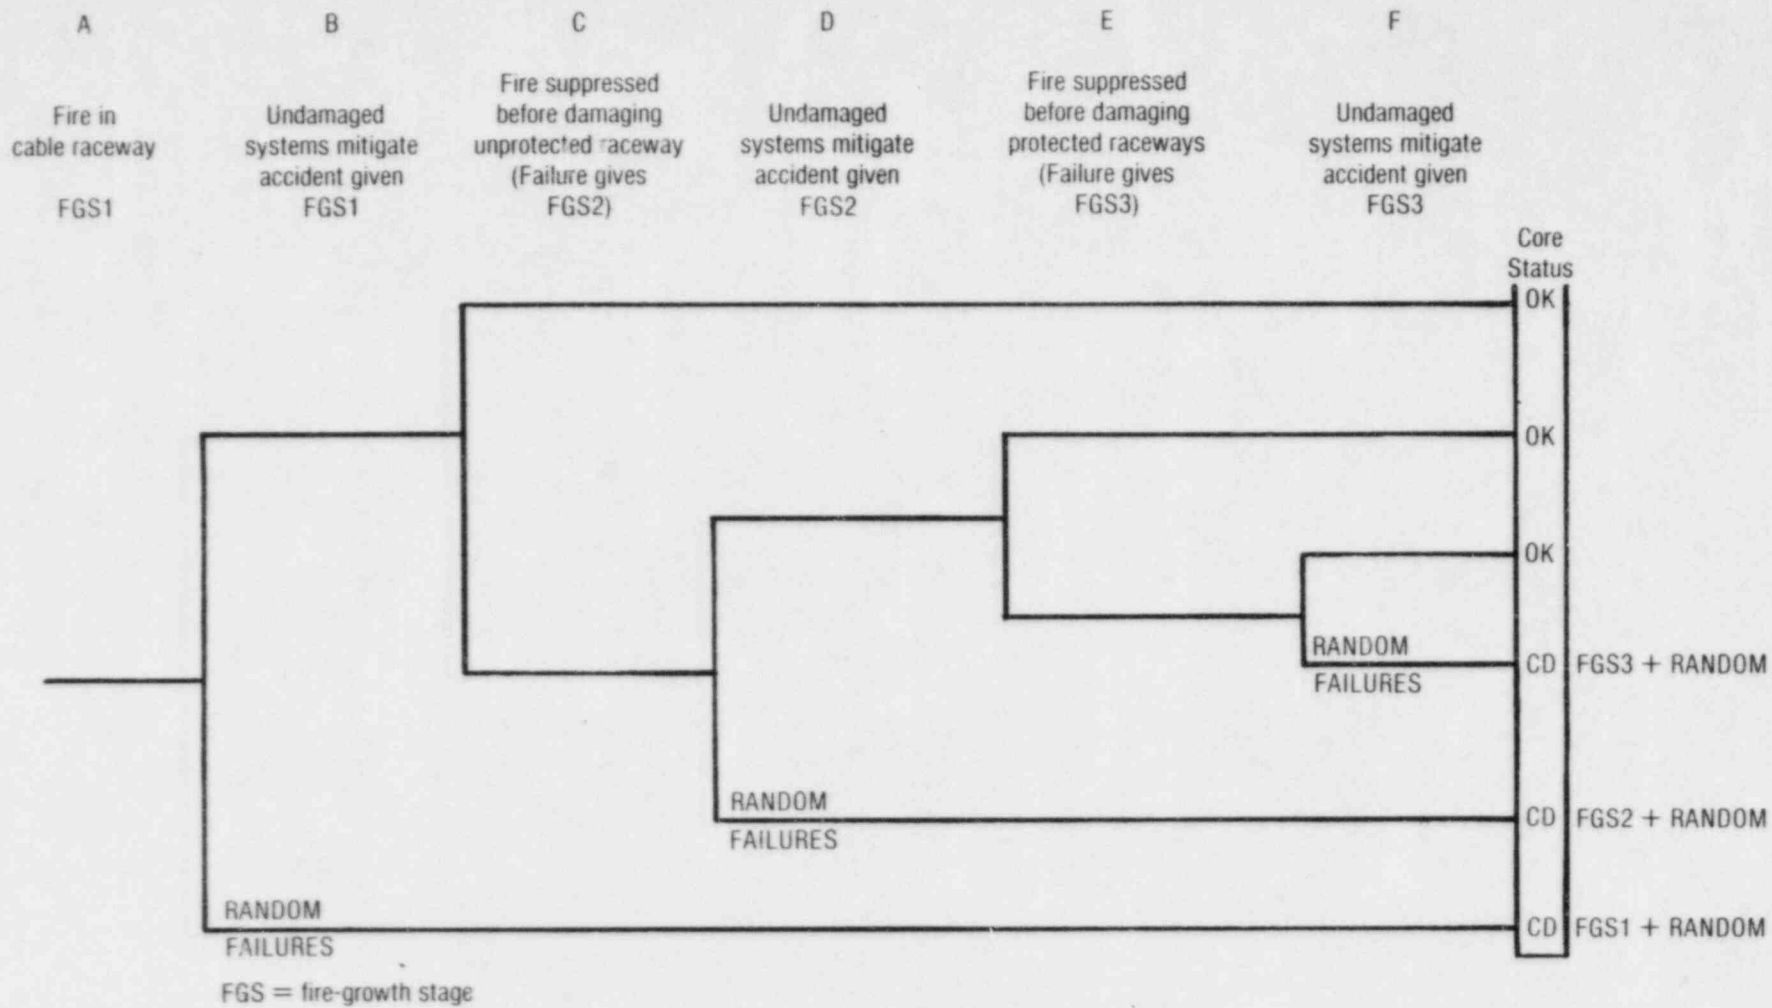 A
B
C
D
E
F
Fire in
cable raceway
FGS1
Undamaged
systems mitigate
accident given
FGS1
Fire suppressed
before damaging
unprotected raceway
(Failure gives
FGS2)
Undamaged
systems mitigate
accident given
FGS2
Fire suppressed
before damaging
protected raceways
(Failure gives
FGS3)
Undamaged
systems mitigate
accident given
FGS3
Core
Status
OK
OK
OK
RANDOM
FAILURES
CD FGS3 + RANDOM
RANDOM
FAILURES
CD FGS2 + RANDOM
RANDOM
FAILURES
CD FGS1 + RANDOM
FGS = fire-growth stage